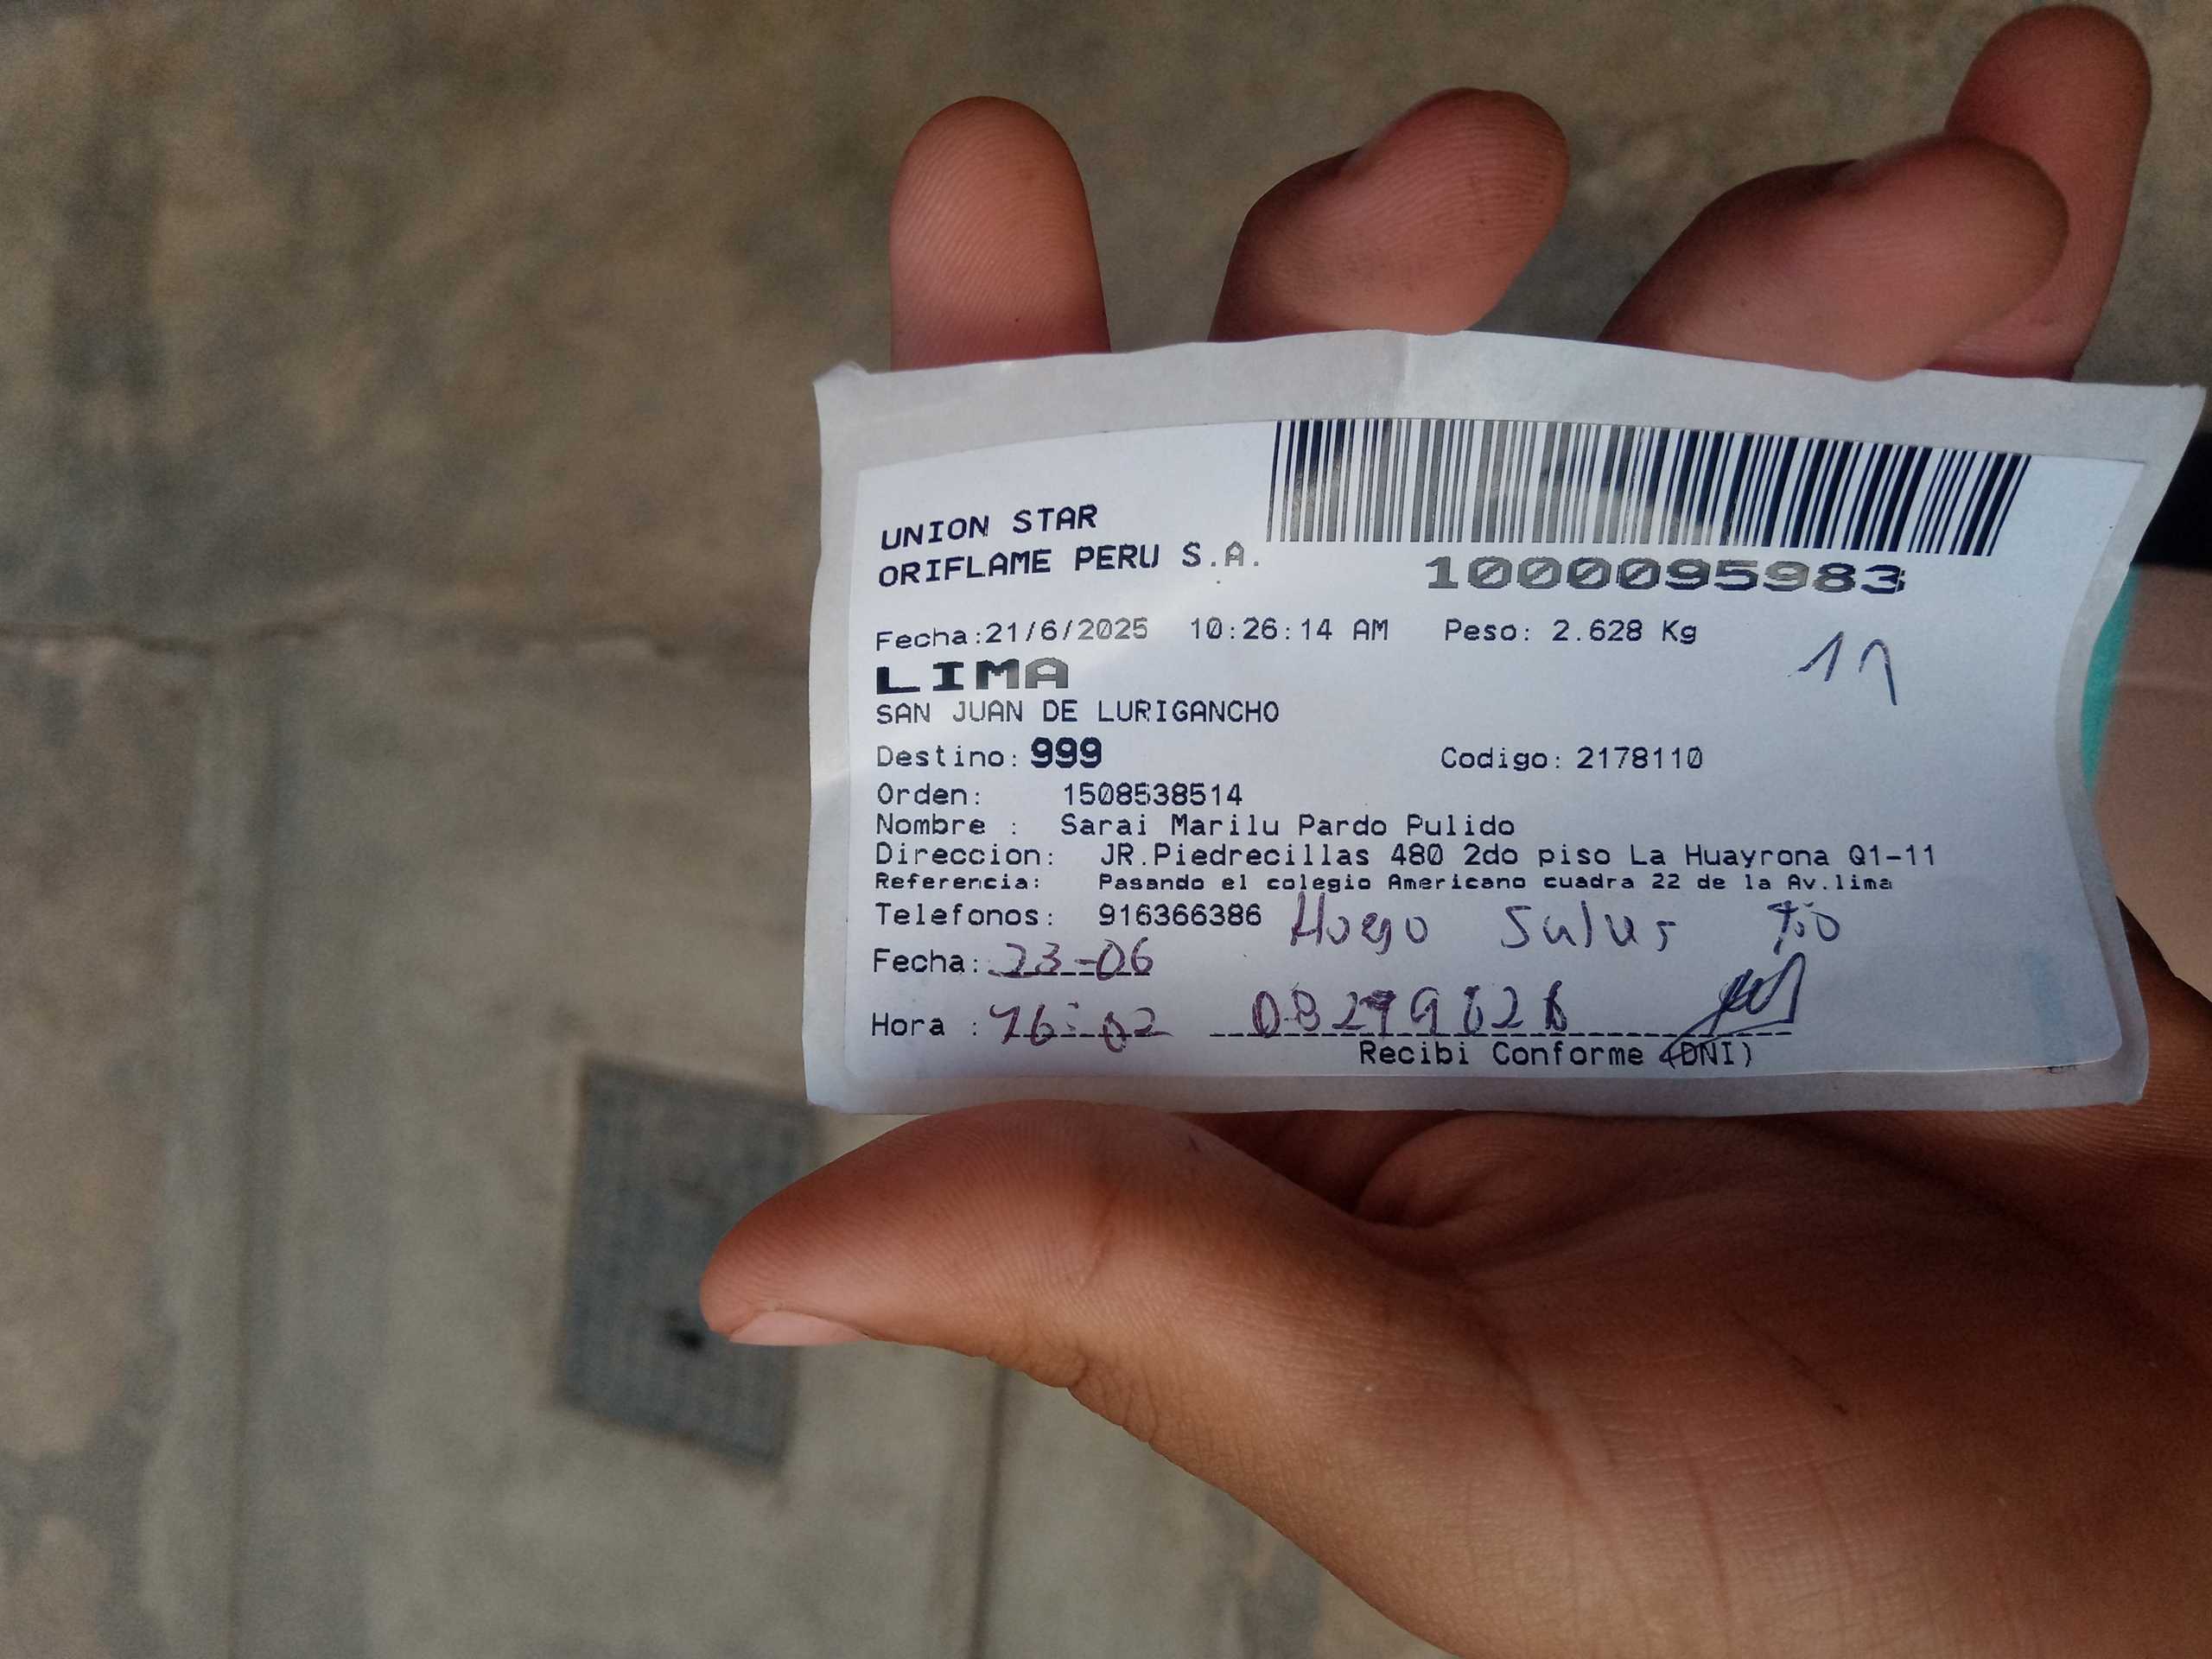 UNION STAR
ORIFLAME PERU S.A.
1000095983
Fecha:21/6/2025 10:26:14 AM Peso: 2.628 Kg
11
LIMA
SAN JUAN DE LURIGANCHO
Destino: 999 Codigo: 2178110
Orden: 1508538514
Nombre : Sarai Marilu Pardo Pulido
Direccion: JR.Piedrecillas 480 2do piso La Huayrona Q1-11
Referencia: Pasando el colegio Americano cuadra 22 de la Av.lima
Telefonos: 916366386 tio
Fecha: 23-06
Hora : 16:02
Recibi Conforme (DNI)